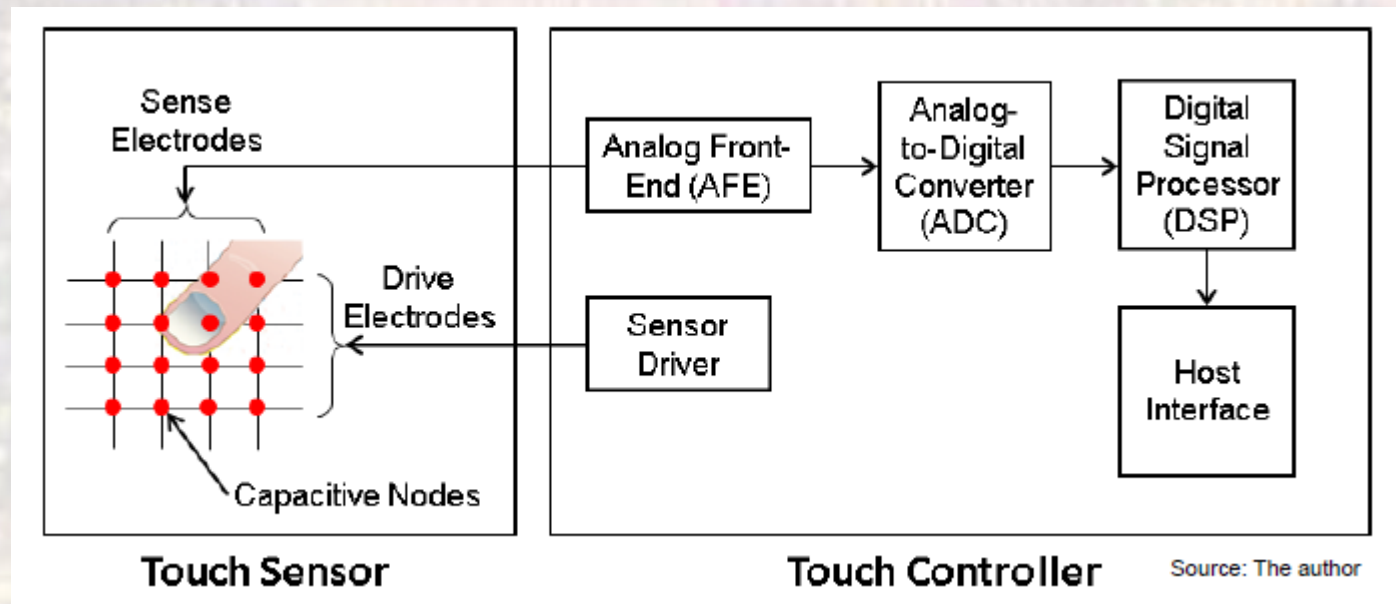 Sense
Electrodes
Drive
Electrodes
Capacitive Nodes
Touch Sensor
Analog Front-
End (AFE)
Analog-
to-Digital
Converter
(ADC)
Digital
Signal
Processor
(DSP)
Sensor
Driver
Host
Interface
Touch Controller
Source: The author